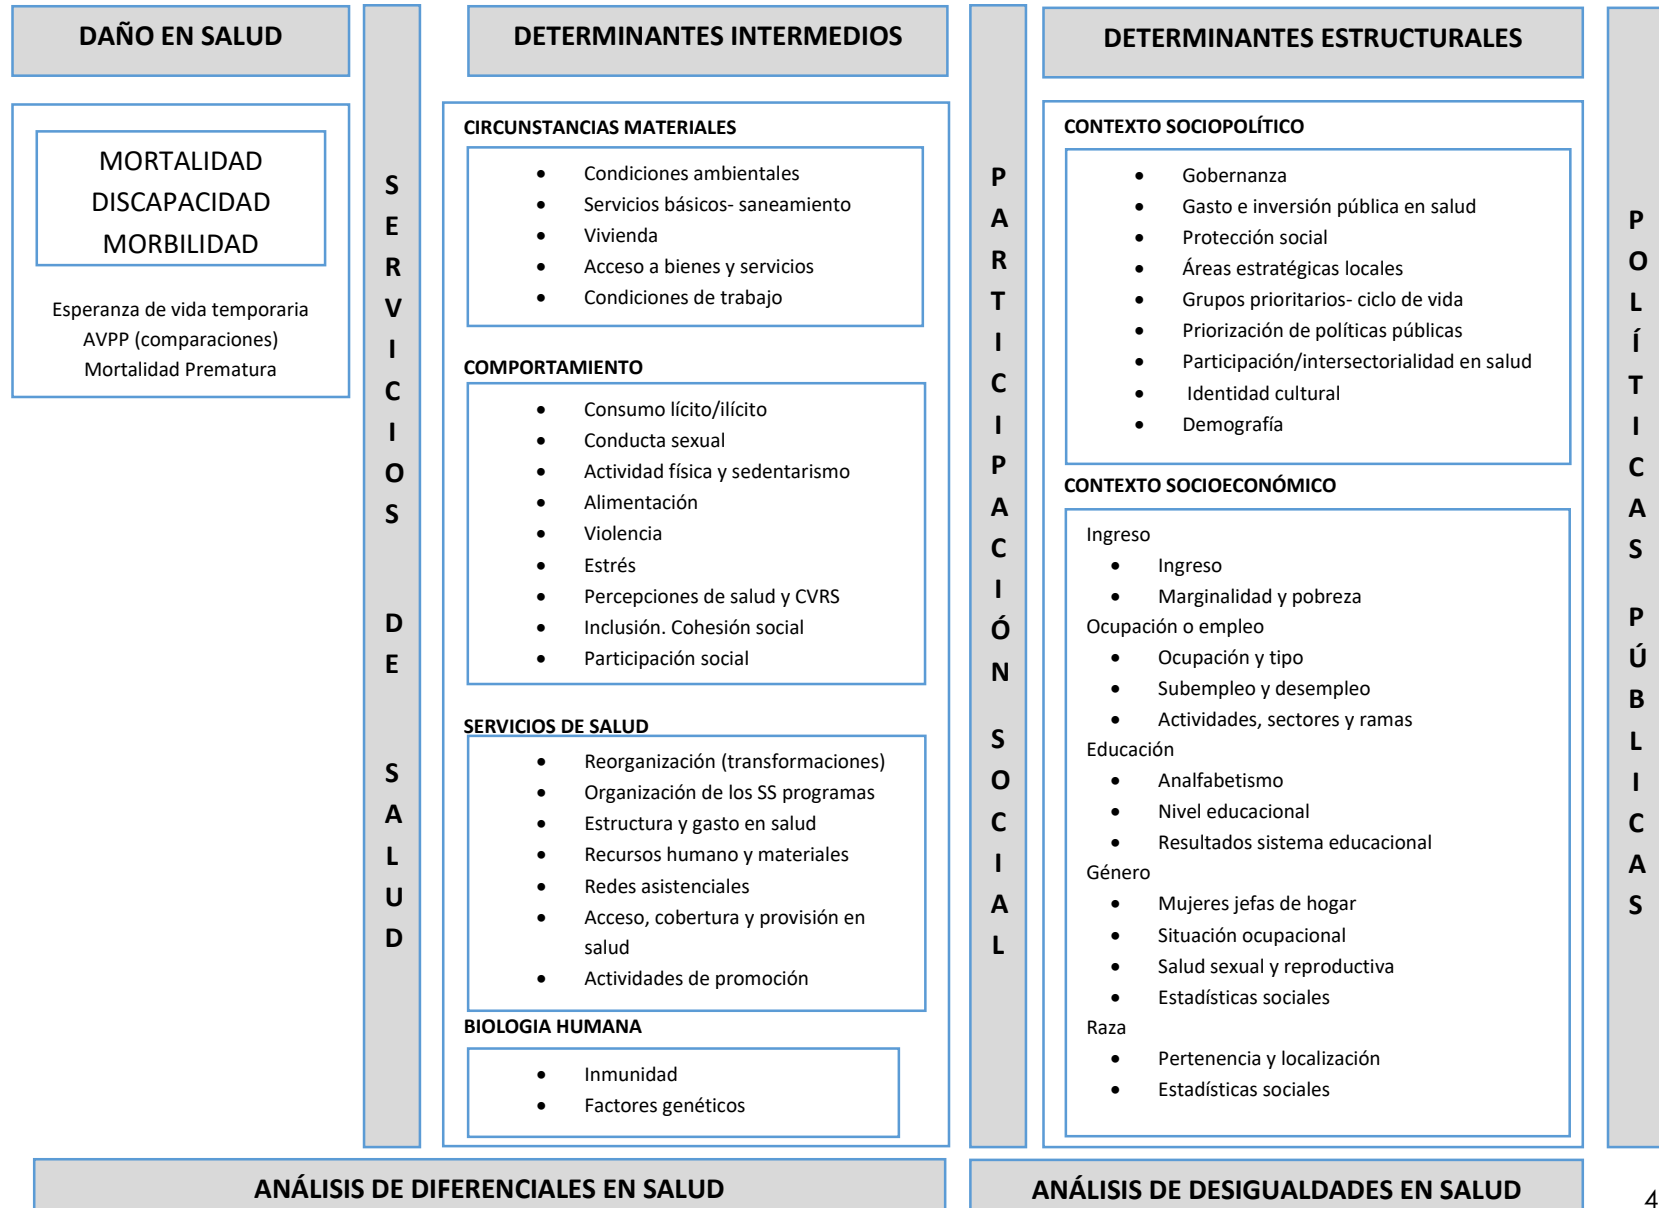 DAÑO EN SALUD
MORTALIDAD
DISCAPACIDAD
MORBILIDAD
Esperanza de vida temporaria
AVPP (comparaciones)
Mortalidad Prematura
SERVICIOS DE SALUD
DETERMINANTES INTERMEDIOS
CIRCUNSTANCIAS MATERIALES
• Condiciones ambientales
• Servicios básicos- saneamiento
• Vivienda
• Acceso a bienes y servicios
• Condiciones de trabajo
COMPORTAMIENTO
• Consumo lícito/ilícito
• Conducta sexual
• Actividad física y sedentarismo
• Alimentación
• Violencia
• Estrés
• Percepciones de salud y CVRS
• Inclusión. Cohesión social
• Participación social
SERVICIOS DE SALUD
• Reorganización (transformaciones)
• Organización de los SS programas
• Estructura y gasto en salud
• Recursos humano y materiales
• Redes asistenciales
• Acceso, cobertura y provisión en
salud
• Actividades de promoción
BIOLOGIA HUMANA
• Inmunidad
• Factores genéticos
PARTICIPACIÓN SOCIAL
DETERMINANTES ESTRUCTURALES
CONTEXTO SOCIOPOLÍTICO
• Gobernanza
• Gasto e inversión pública en salud
• Protección social
• Áreas estratégicas locales
• Grupos prioritarios- ciclo de vida
• Priorización de políticas públicas
• Participación/intersectorialidad en salud
• Identidad cultural
• Demografía
CONTEXTO SOCIOECONÓMICO
Ingreso
• Ingreso
• Marginalidad y pobreza
Ocupación o empleo
• Ocupación y tipo
• Subempleo y desempleo
• Actividades, sectores y ramas
Educación
• Analfabetismo
• Nivel educacional
• Resultados sistema educacional
Género
• Mujeres jefas de hogar
• Situación ocupacional
• Salud sexual y reproductiva
• Estadísticas sociales
Raza
• Pertenencia y localización
• Estadísticas sociales
POLÍTICAS PÚBLICAS
ANÁLISIS DE DIFERENCIALES EN SALUD
ANÁLISIS DE DESIGUALDADES EN SALUD
4